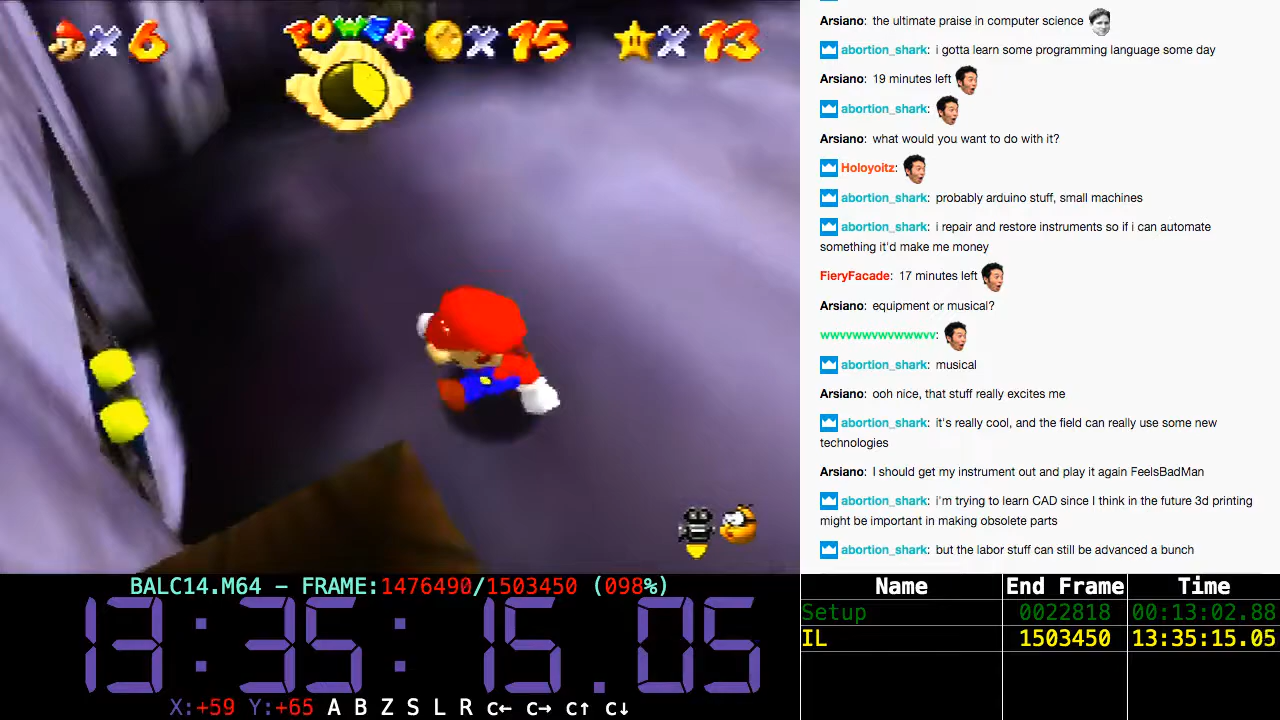 ×6 POWER ×15 ×13
Arsiano: the ultimate praise in computer science
abortion_shark: i gotta learn some programming language some day
Arsiano: 19 minutes left
abortion_shark:
Arsiano: what would you want to do with it?
Holoyoitz:
abortion_shark: probably arduino stuff, small machines
abortion_shark: i repair and restore instruments so if i can automate
something it'd make me money
FieryFacade: 17 minutes left
Arsiano: equipment or musical?
wvvvwwvwvwwvv:
abortion_shark: musical
Arsiano: ooh nice, that stuff really excites me
abortion_shark: it's really cool, and the field can really use some new
technologies
Arsiano: I should get my instrument out and play it again FeelsBadMan
abortion_shark: i'm trying to learn CAD since I think in the future 3d printing
might be important in making obsolete parts
abortion_shark: but the labor stuff can still be advanced a bunch
BALC14.M64 – FRAME:1476490/1503450 (098%)
13:35:15.05
X:+59 Y:+65 A B Z S L R C← C→ C↑ C↓
Name End Frame Time
Setup 0022818 00:13:02.88
IL 1503450 13:35:15.05